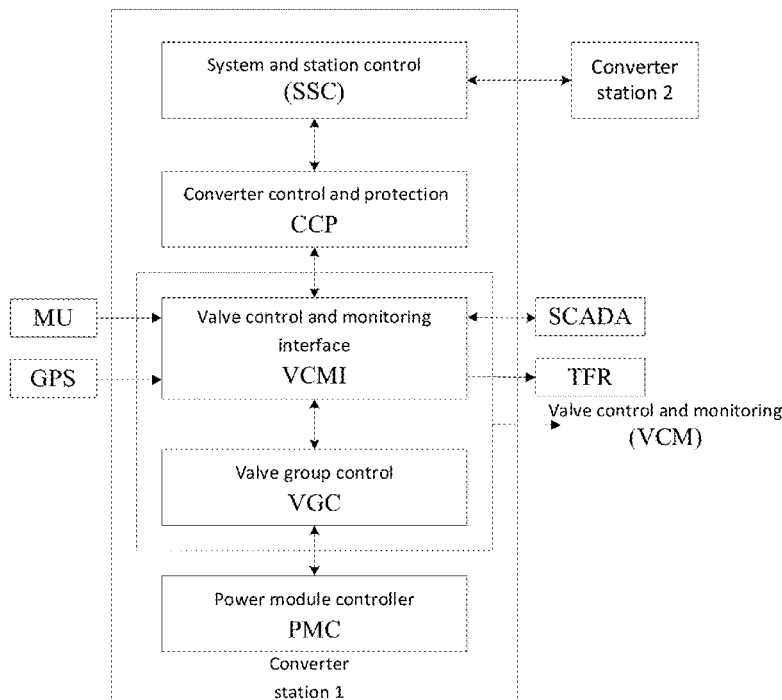 System and station control
(SSC)
Converter
station 2
Converter control and protection
CCP
MU
Valve control and monitoring
interface
VCMI
SCADA
GPS
TFR
Valve control and monitoring
(VCM)
Valve group control
VGC
Power module controller
PMC
Converter
station 1